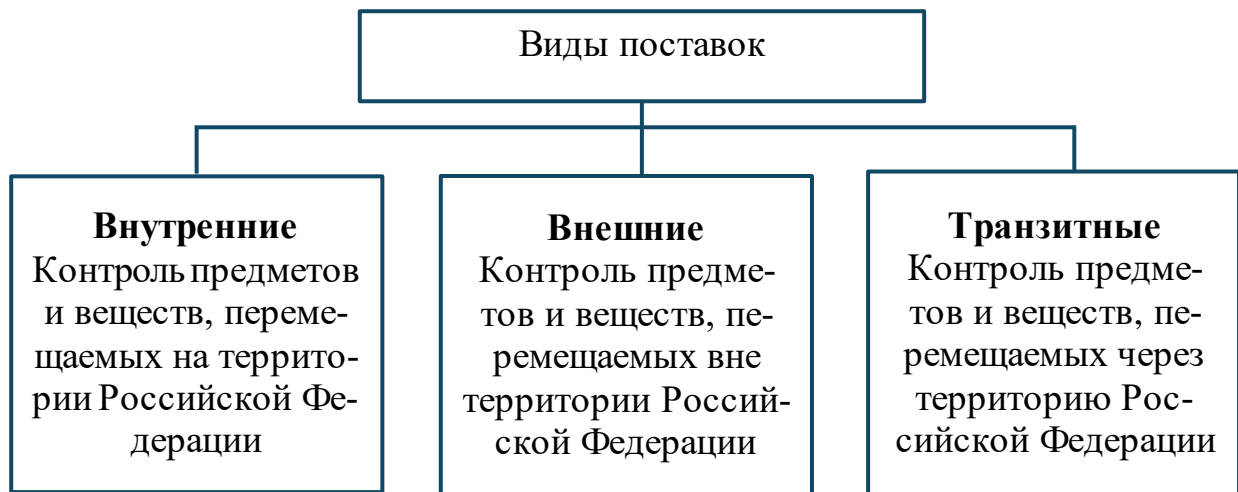 Виды поставок
Внутренние
Контроль предметов
и веществ, переме-
щаемых на террито-
рии Российской Фе-
дерации
Внешние
Контроль предме-
тов и веществ, пе-
ремещаемых вне
территории Россий-
ской Федерации
Транзитные
Контроль предме-
тов и веществ, пе-
ремещаемых через
территорию Рос-
сийской Федерации